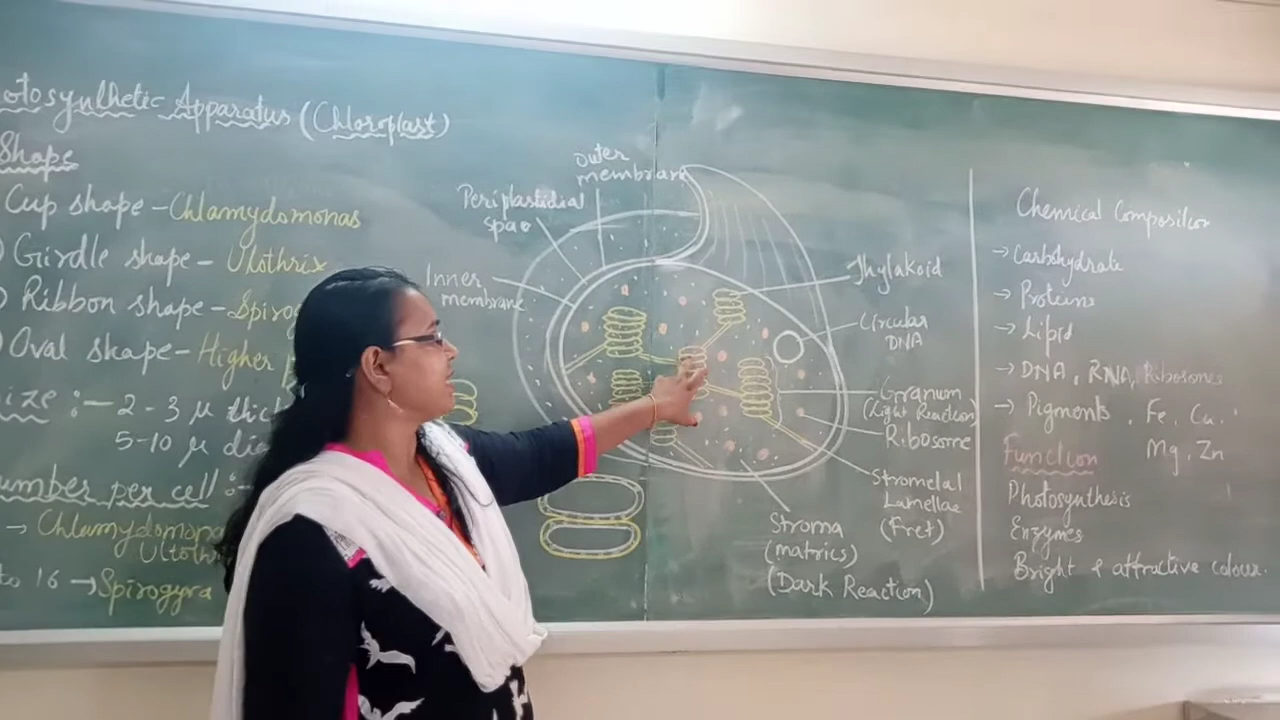 otosynthetic Apparatus (Chloroplast)
Shape
Cup shape - Chlamydomonas
Girdle shape - Ulothrix
Ribbon shape - Spirog
Oval shape - Higher
ize :- 2 - 3 μ thic
5-10 μ dia
umber per cell :-
→ Chlamydomona
Ulothr
to 16 → Spirogyra
Outer
membrane
Periplastidial
space
Inner
membrane
Thylakoid
Circular
DNA
Granum
(Light Reaction)
Ribosome
Stromelal
Lamellae
(Fret)
Stroma
(matrics)
(Dark Reaction)
Chemical Composition
→ Carbohydrate
→ Proteins
→ Lipid
→ DNA, RNA, Ribosomes
→ Pigments, Fe, Cu,
Mg, Zn
Function
Photosynthesis
Enzymes
Bright & attractive colour.